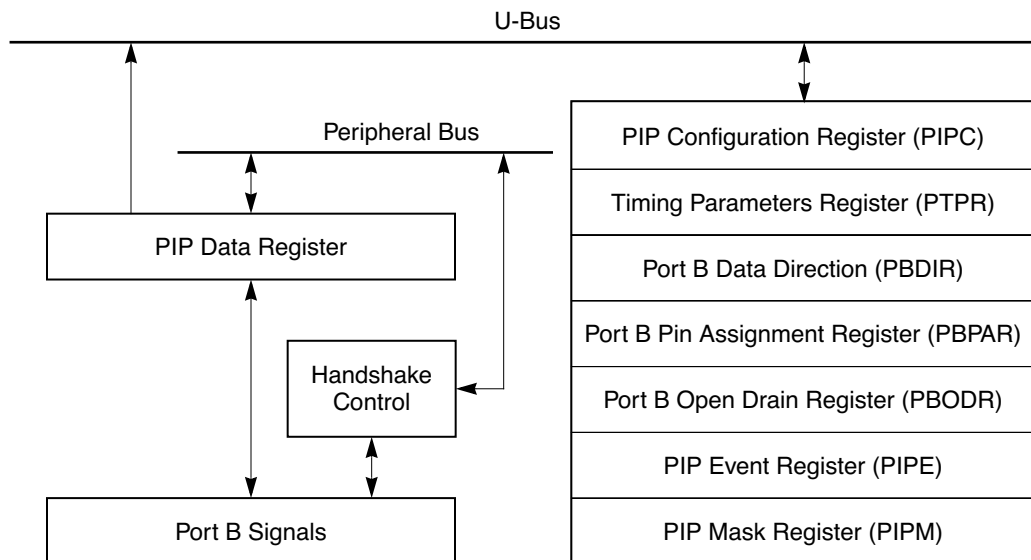 U-Bus
Peripheral Bus
PIP Data Register
Handshake
Control
Port B Signals
PIP Configuration Register (PIPC)
Timing Parameters Register (PTPR)
Port B Data Direction (PBDIR)
Port B Pin Assignment Register (PBPAR)
Port B Open Drain Register (PBODR)
PIP Event Register (PIPE)
PIP Mask Register (PIPM)